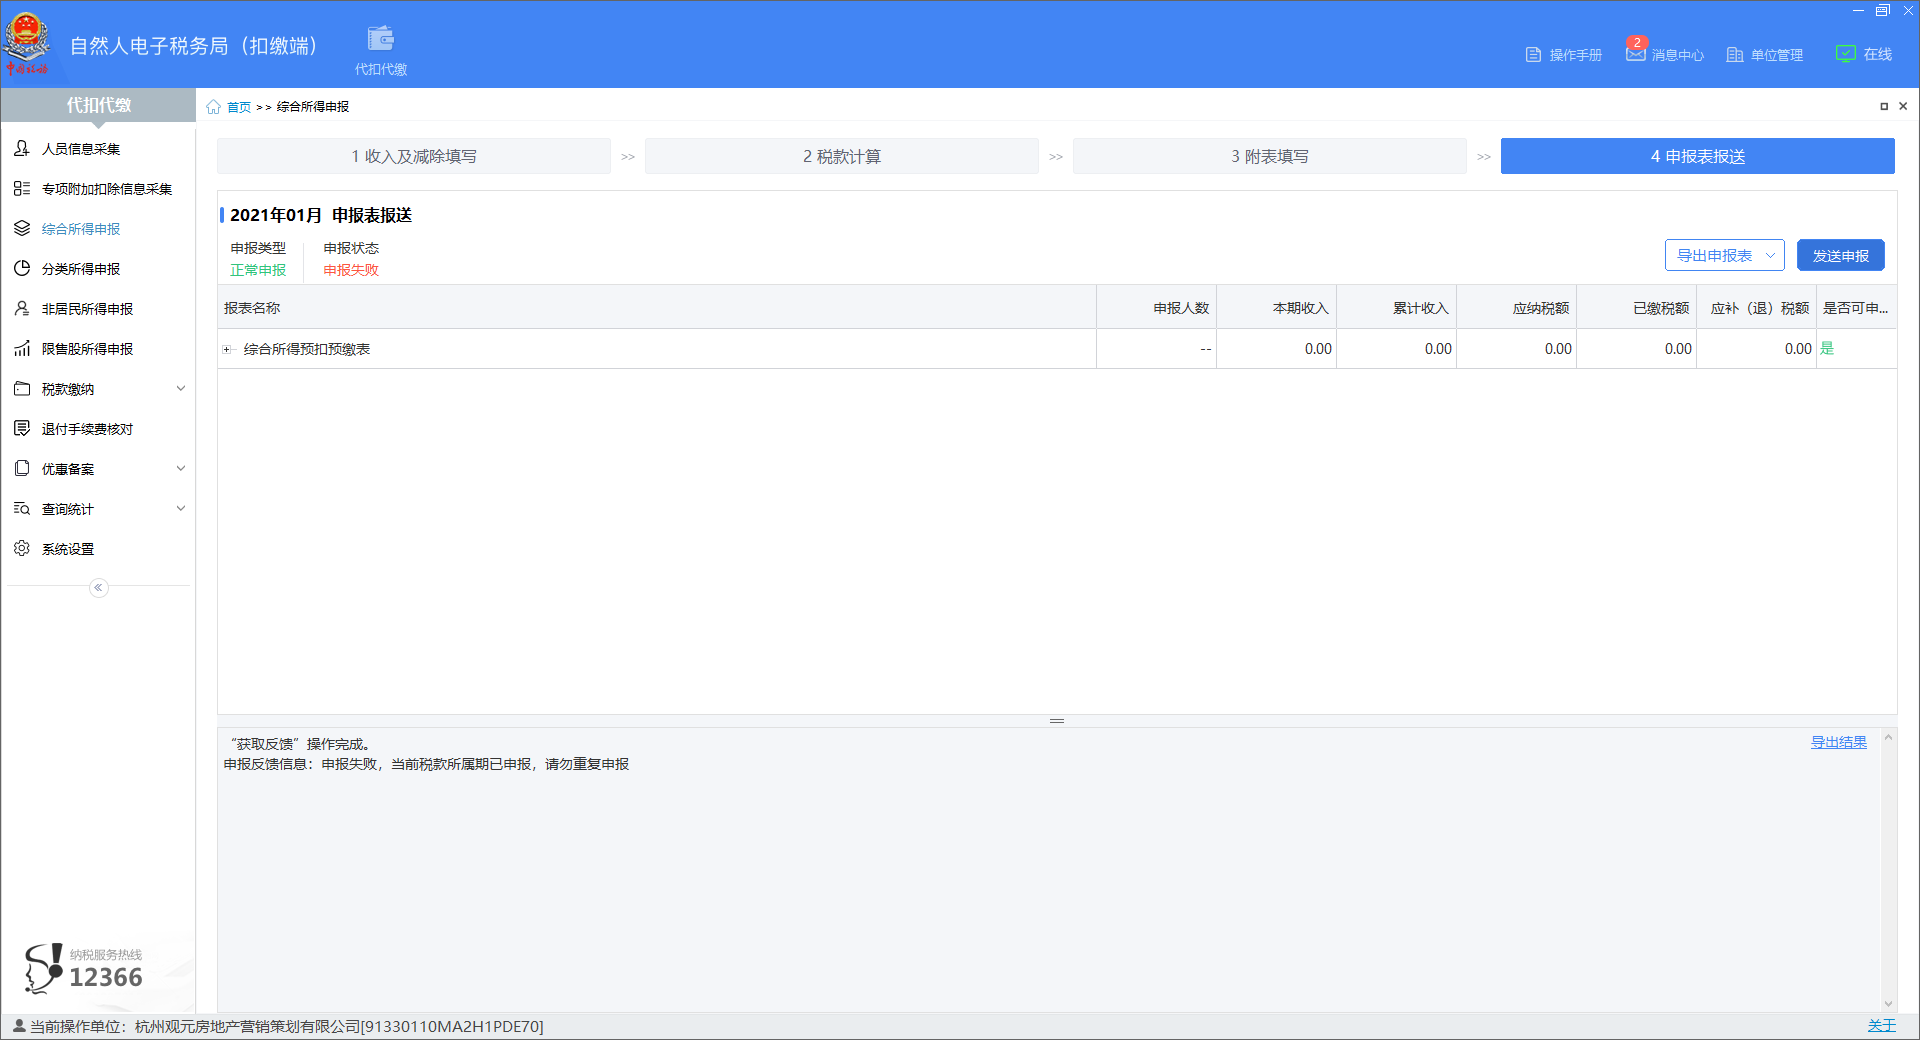 自然人电子税务局（扣缴端）
代扣代缴
操作手册
2
消息中心
单位管理
在线
代扣代缴
首页 >> 综合所得申报
人员信息采集
专项附加扣除信息采集
综合所得申报
分类所得申报
非居民所得申报
限售股所得申报
税款缴纳
退付手续费核对
优惠备案
查询统计
系统设置
1 收入及减除填写 >> 2 税款计算 >> 3 附表填写 >> 4 申报表报送
2021年01月 申报表报送
申报类型 申报状态
正常申报 申报失败
导出申报表 发送申报
报表名称 申报人数 本期收入 累计收入 应纳税额 已缴税额 应补（退）税额 是否可申...
综合所得预扣预缴表 -- 0.00 0.00 0.00 0.00 0.00 是
“获取反馈”操作完成。
导出结果
申报反馈信息：申报失败，当前税款所属期已申报，请勿重复申报
纳税服务热线
12366
当前操作单位：杭州观元房地产营销策划有限公司[91330110MA2H1PDE70]
关于